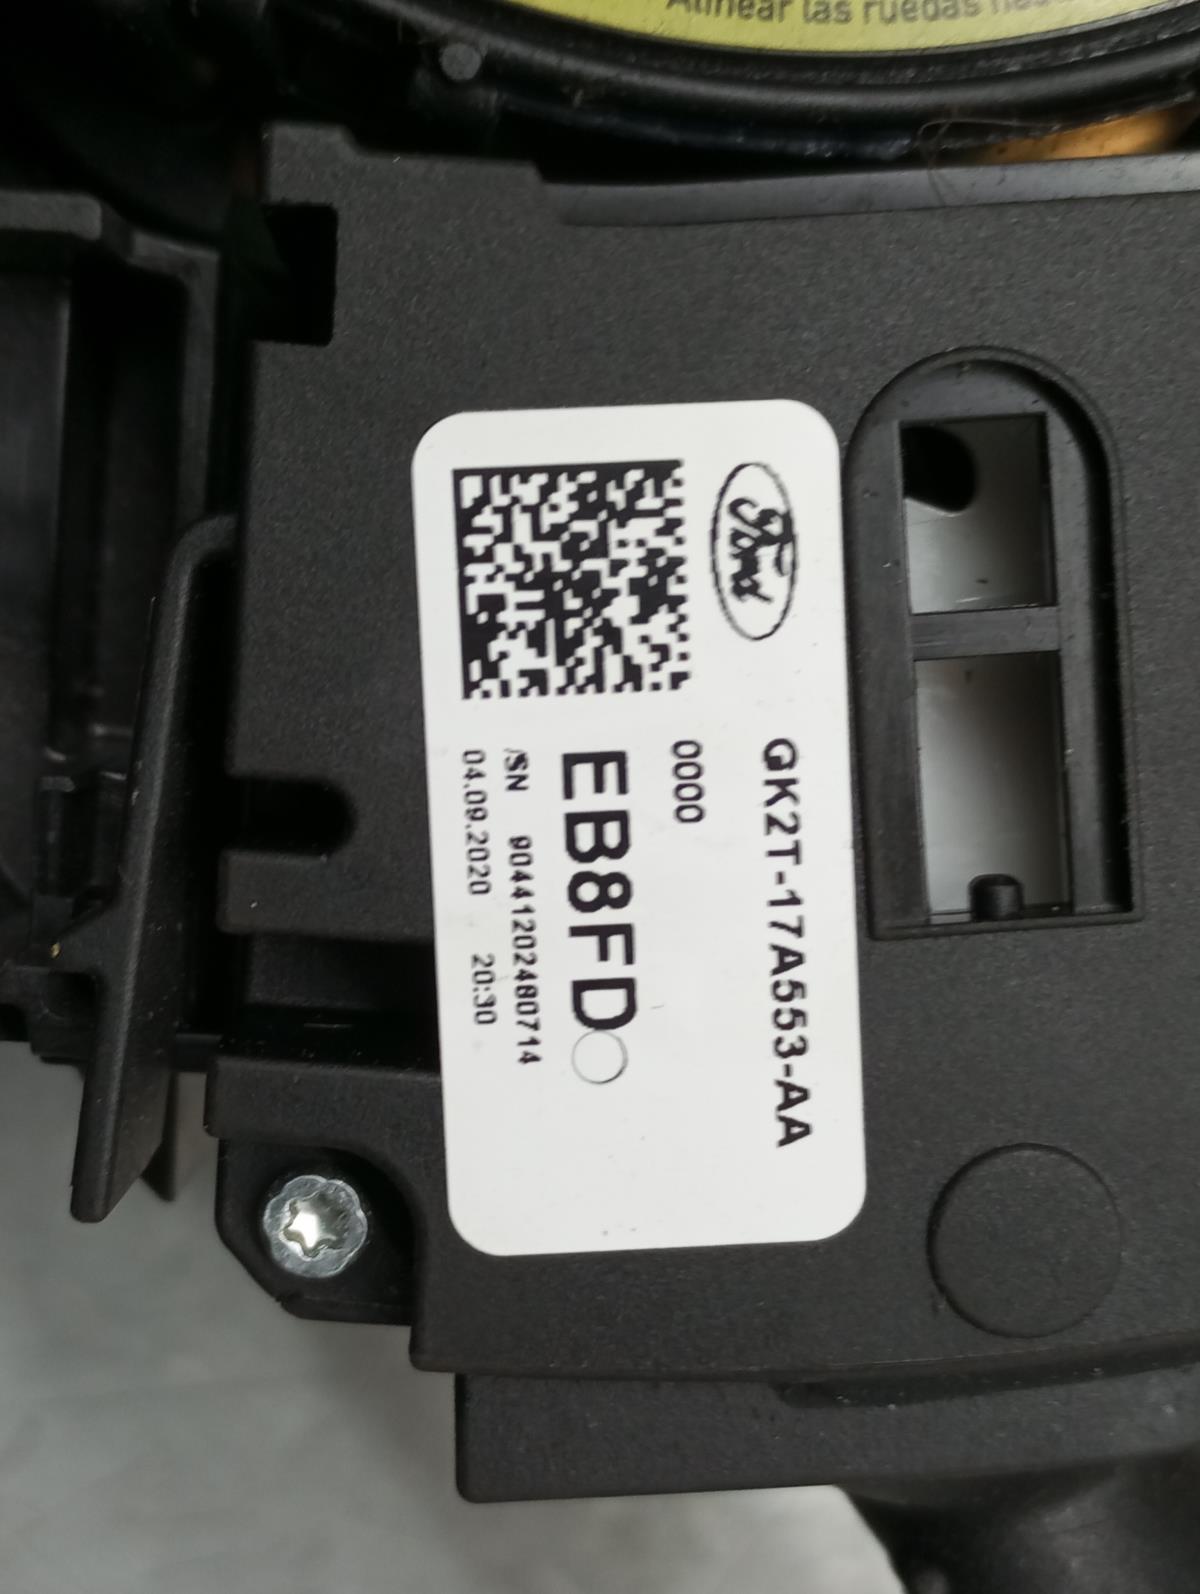 Alinear las ruedas
Ford
GK2T-17A553-AA
0000
EB8FD
/SN 90441202480714
04.09.2020 20:30